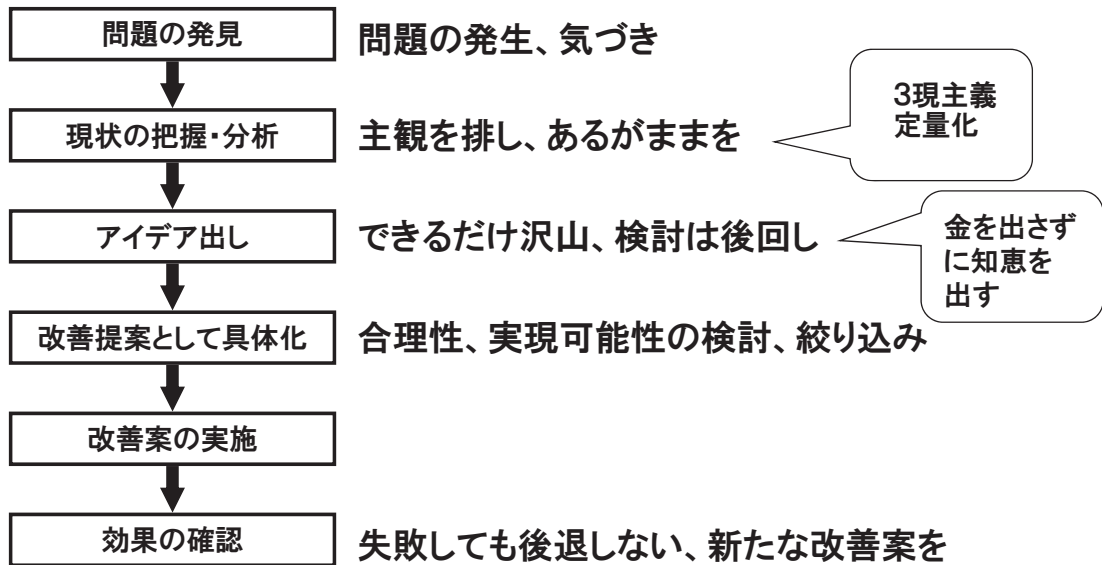 問題の発見
問題の発生、気づき
現状の把握・分析
主観を排し、あるがままを
3現主義
定量化
アイデア出し
できるだけ沢山、検討は後回し
金を出さず
に知恵を
出す
改善提案として具体化
合理性、実現可能性の検討、絞り込み
改善案の実施
効果の確認
失敗しても後退しない、新たな改善案を